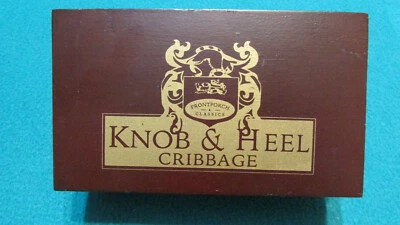 FRONTPORCH
CLASSICS
KNOB & HEEL
CRIBBAGE